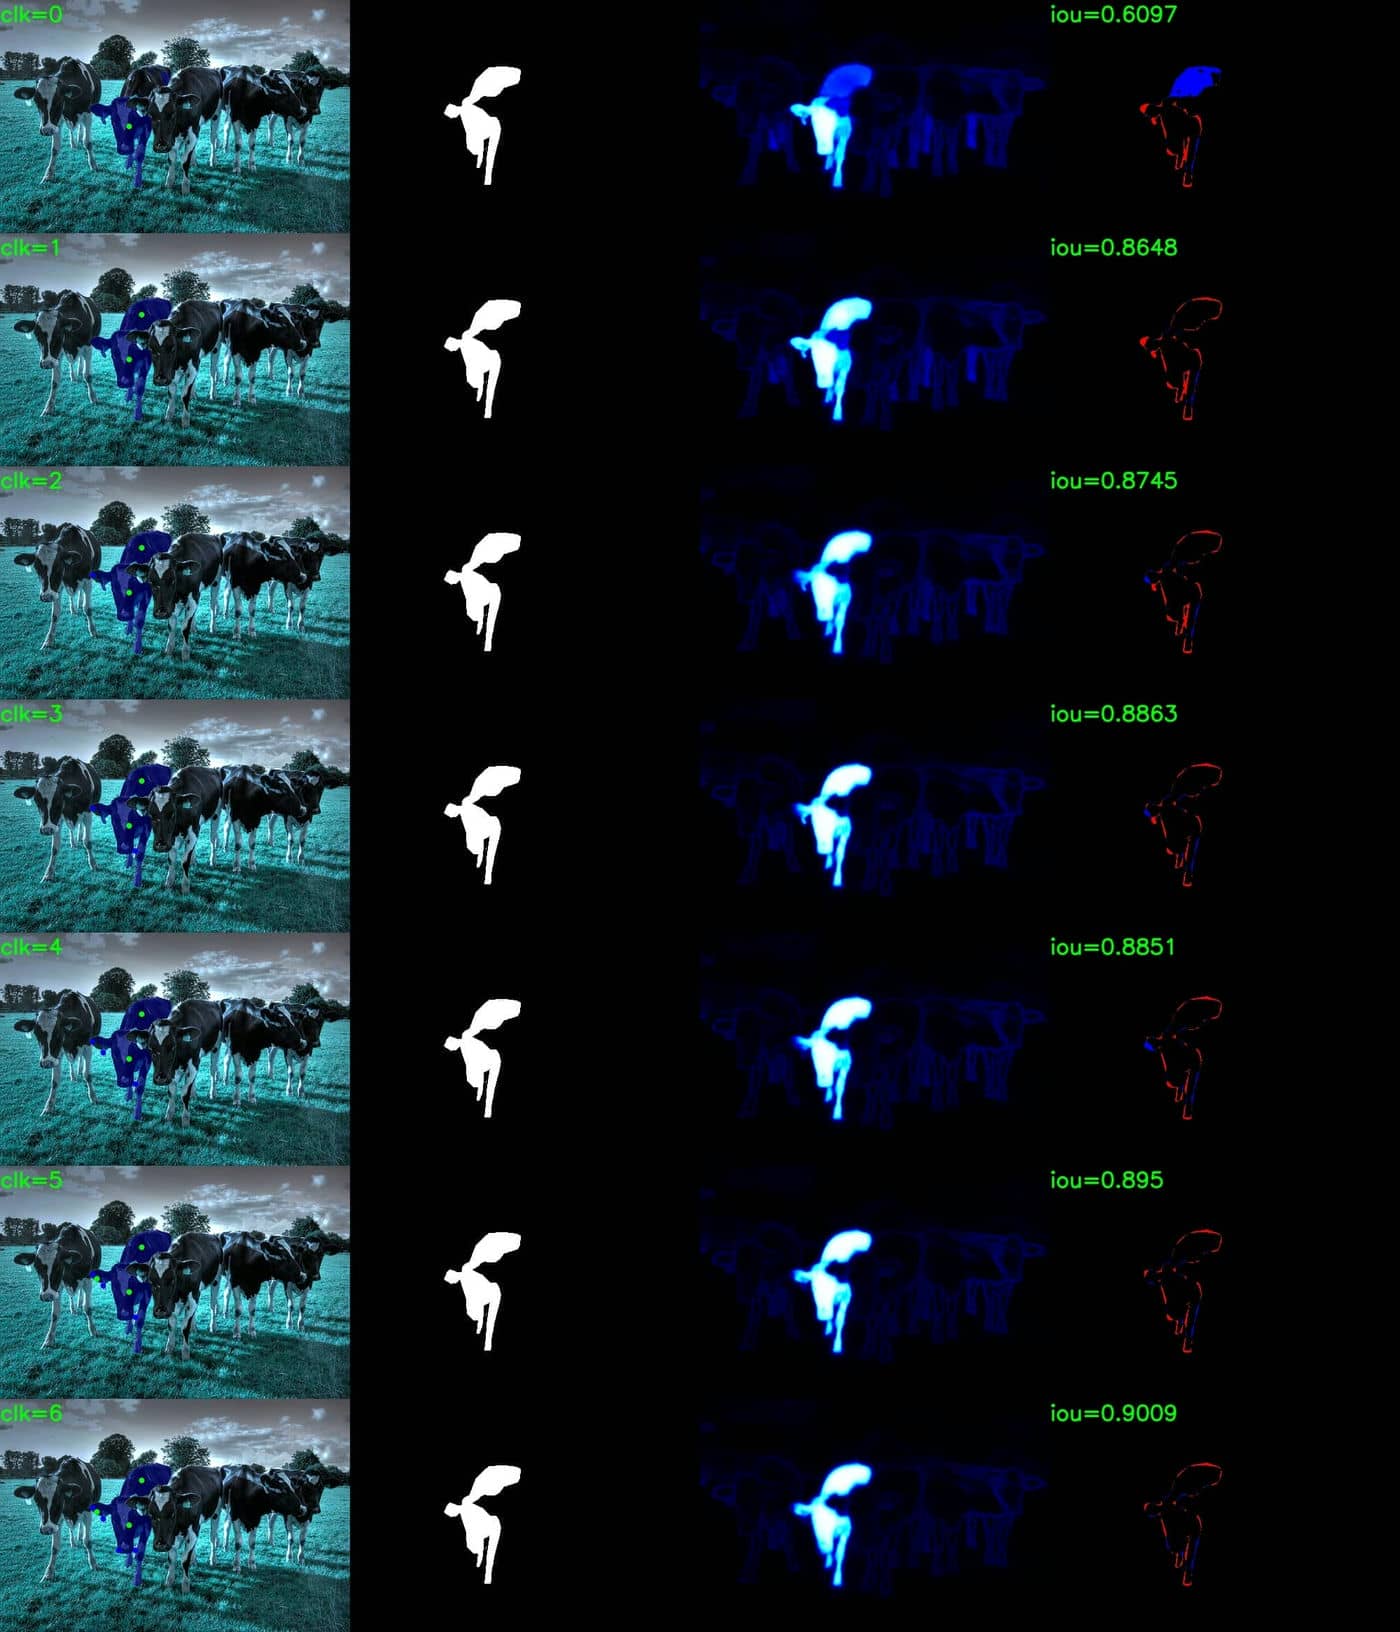 clk=0 iou=0.6097
clk=1 iou=0.8648
clk=2 iou=0.8745
clk=3 iou=0.8863
clk=4 iou=0.8851
clk=5 iou=0.895
clk=6 iou=0.9009